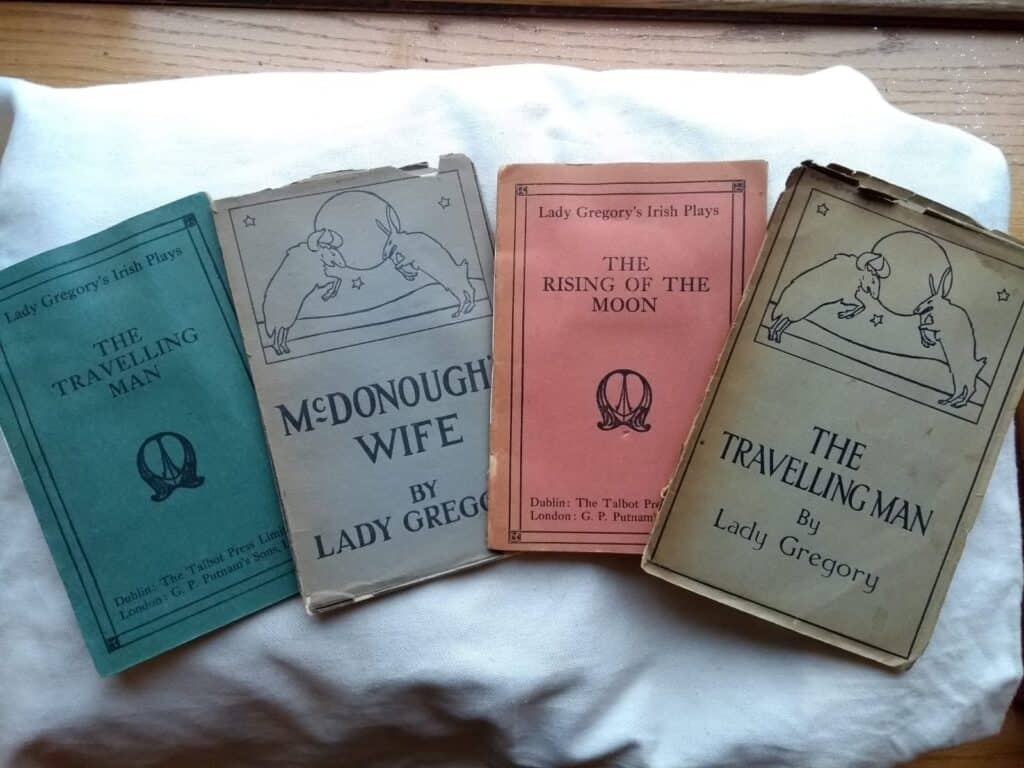 Lady Gregory's Irish Plays
THE
TRAVELLING
MAN
Dublin: The Talbot Press
London: G. P. Putnam's Sons,
McDONOUGH'
WIFE
BY
LADY GREGO
Lady Gregory's Irish Plays
THE
RISING OF THE
MOON
Dublin: The Talbot Pre
London: G. P. Putnam's
THE
TRAVELLING MAN
By
Lady Gregory